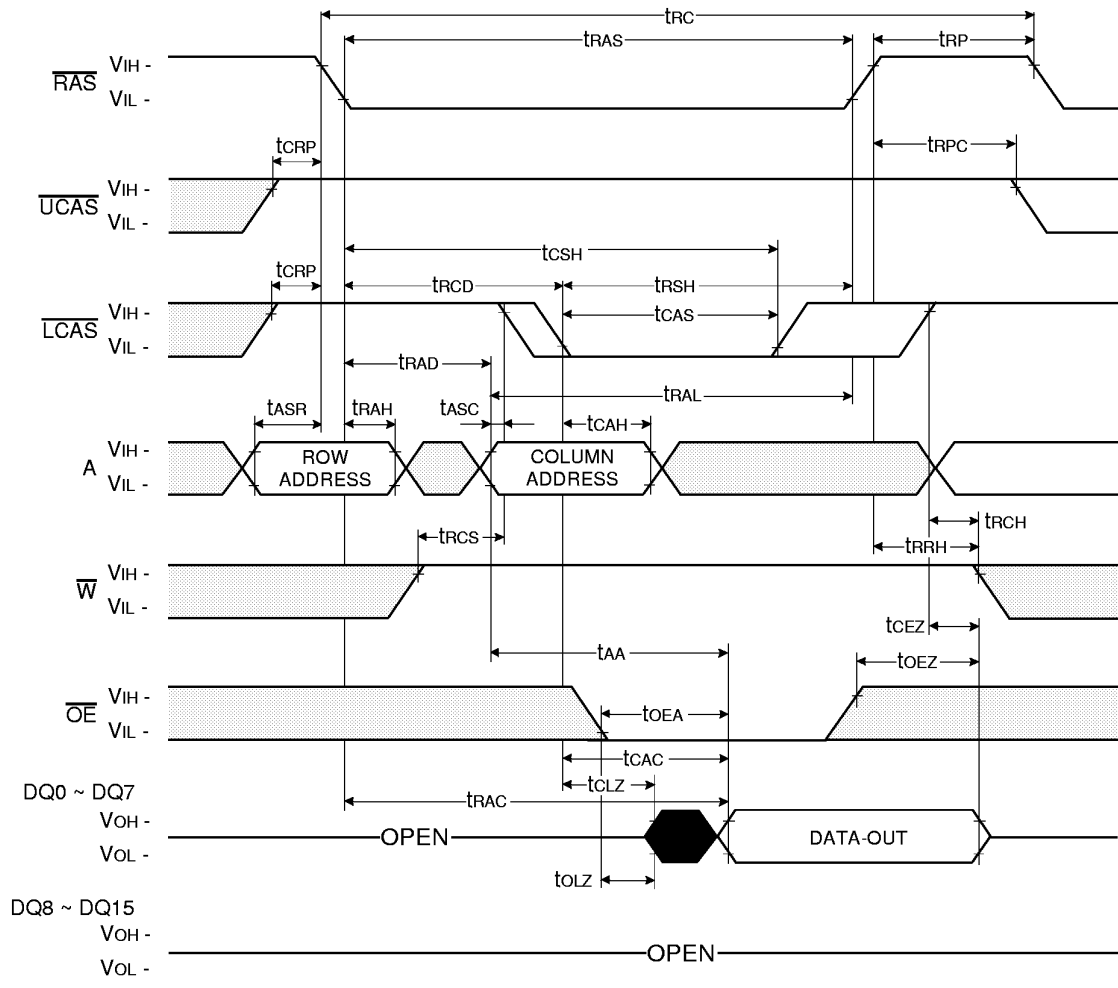 tRC
tRAS
tRP
RAS
VIH -
VIL -
tCRP
tRPC
UCAS
VIH -
VIL -
tCSH
tCRP
tRCD
tRSH
LCAS
VIH -
VIL -
tCAS
tRAD
tRAL
tASR
tRAH
tASC
tCAH
A
VIH -
VIL -
ROW
ADDRESS
COLUMN
ADDRESS
tRCS
tRCH
tRRH
W
VIH -
VIL -
tCEZ
tAA
tOEZ
OE
VIH -
VIL -
tOEA
tCAC
tCLZ
tRAC
DQ0 ~ DQ7
VOH -
VOL -
OPEN
DATA-OUT
tOLZ
DQ8 ~ DQ15
VOH -
VOL -
OPEN